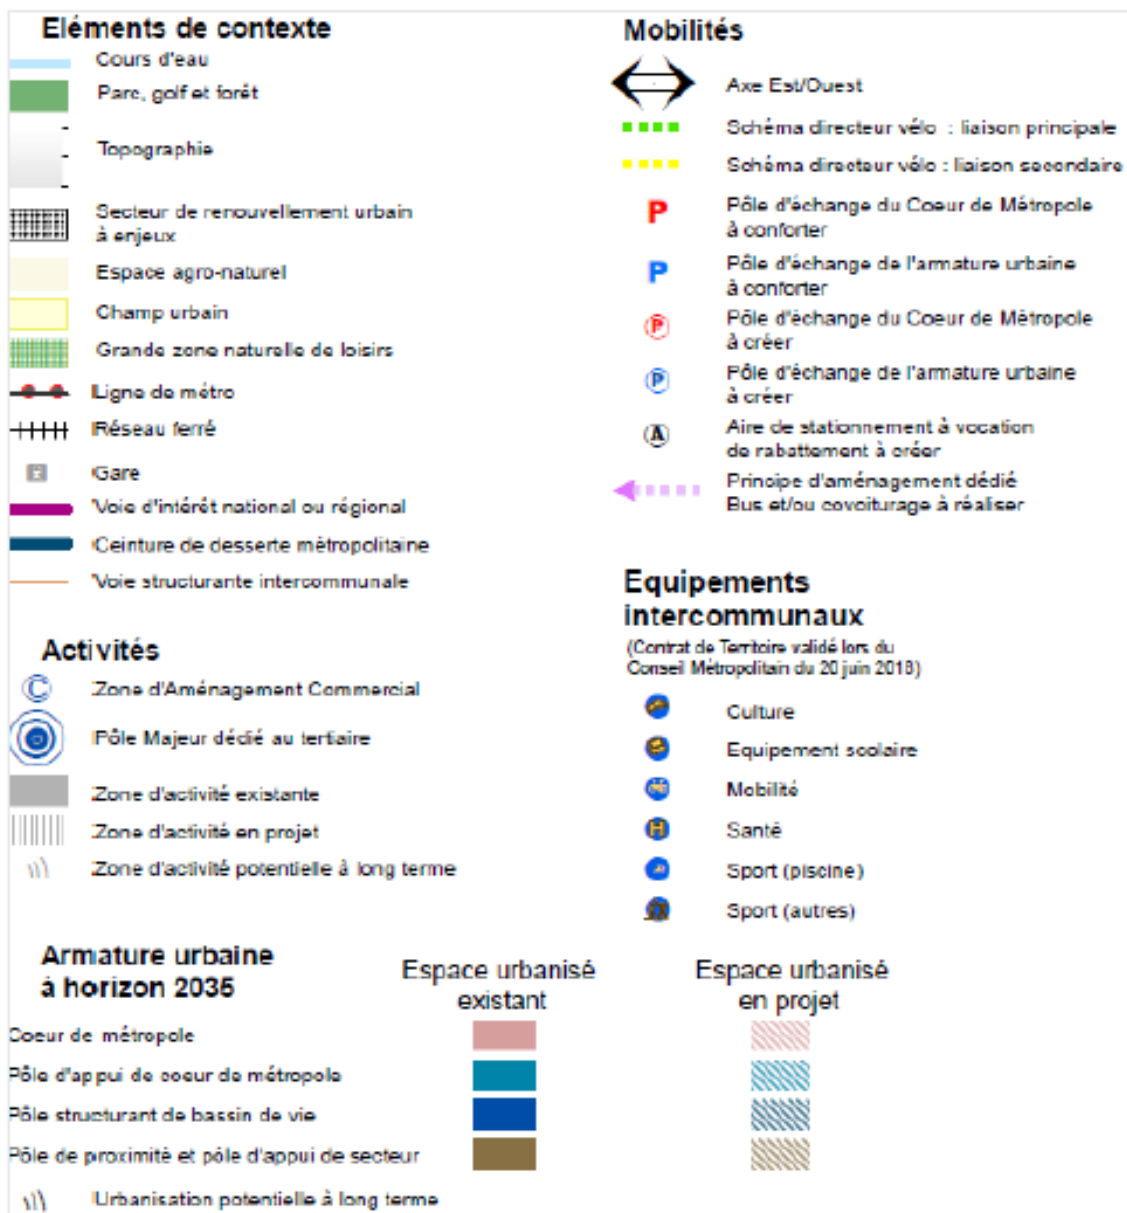 Eléments de contexte
Cours d'eau
Parc, golf et forêt
Topographie
Secteur de renouvellement urbain
à enjeux
Espace agro-naturel
Champ urbain
Grande zone naturelle de loisirs
Ligne de métro
Réseau ferré
Gare
Voie d'intérêt national ou régional
Ceinture de desserte métropolitaine
Voie structurante intercommunale
Activités
C
Zone d'Aménagement Commercial
Pôle Majeur dédié au tertiaire
Zone d'activité existante
Zone d'activité en projet
Zone d'activité potentielle à long terme
Mobilités
Axe Est/Ouest
Schéma directeur vélo : liaison principale
Schéma directeur vélo : liaison secondaire
P
Pôle d'échange du Coeur de Métropole
à conforter
P
Pôle d'échange de l'armature urbaine
à conforter
P
Pôle d'échange du Coeur de Métropole
à créer
P
Pôle d'échange de l'armature urbaine
à créer
A
Aire de stationnement à vocation
de rabattement à créer
Principe d'aménagement dédié
Bus et/ou covoiturage à réaliser
Equipements
intercommunaux
(Contrat de Territoire validé lors du
Conseil Métropolitain du 20 juin 2018)
Culture
Equipement scolaire
Mobilité
H
Santé
Sport (piscine)
Sport (autres)
Armature urbaine
à horizon 2035
Espace urbanisé
existant
Espace urbanisé
en projet
Coeur de métropole
Pôle d'appui de coeur de métropole
Pôle structurant de bassin de vie
Pôle de proximité et pôle d'appui de secteur
Urbanisation potentielle à long terme